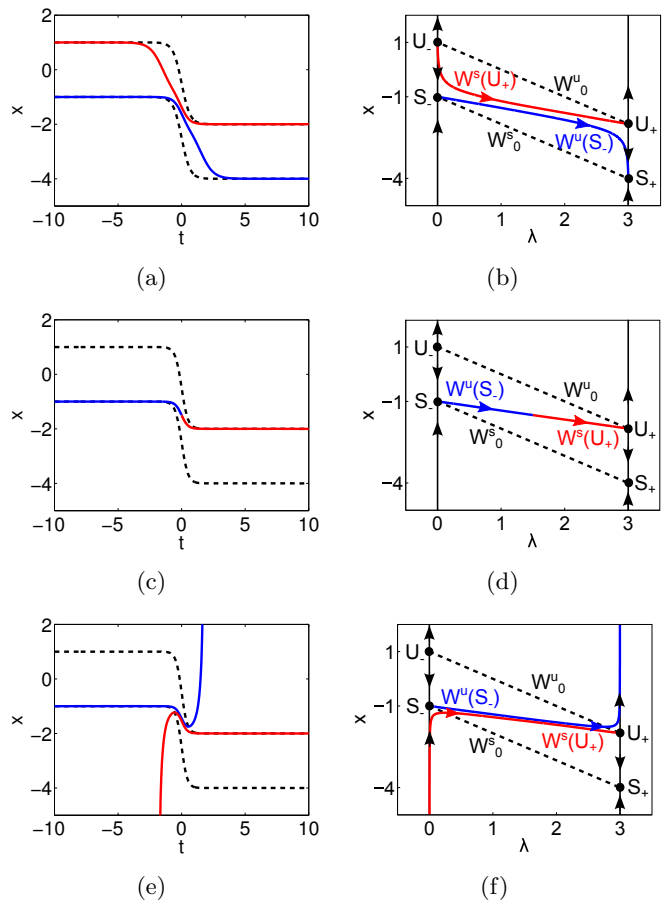 2
0
−2
−4
x
−10
−5
0
5
10
t
(a)
1
−1
−4
x
U₋
S₋
Wˢ(U₊)
Wᵘ₀
Wˢ₀
Wᵘ(S₋)
U₊
S₊
0
1
2
3
λ
(b)
2
0
−2
−4
x
−10
−5
0
5
10
t
(c)
1
−1
−4
x
U₋
S₋
Wᵘ(S₋)
Wᵘ₀
Wˢ₀
Wˢ(U₊)
U₊
S₊
0
1
2
3
λ
(d)
2
0
−2
−4
x
−10
−5
0
5
10
t
(e)
1
−1
−4
x
U₋
S₋
Wᵘ(S₋)
Wᵘ₀
Wˢ₀
Wˢ(U₊)
U₊
S₊
0
1
2
3
λ
(f)